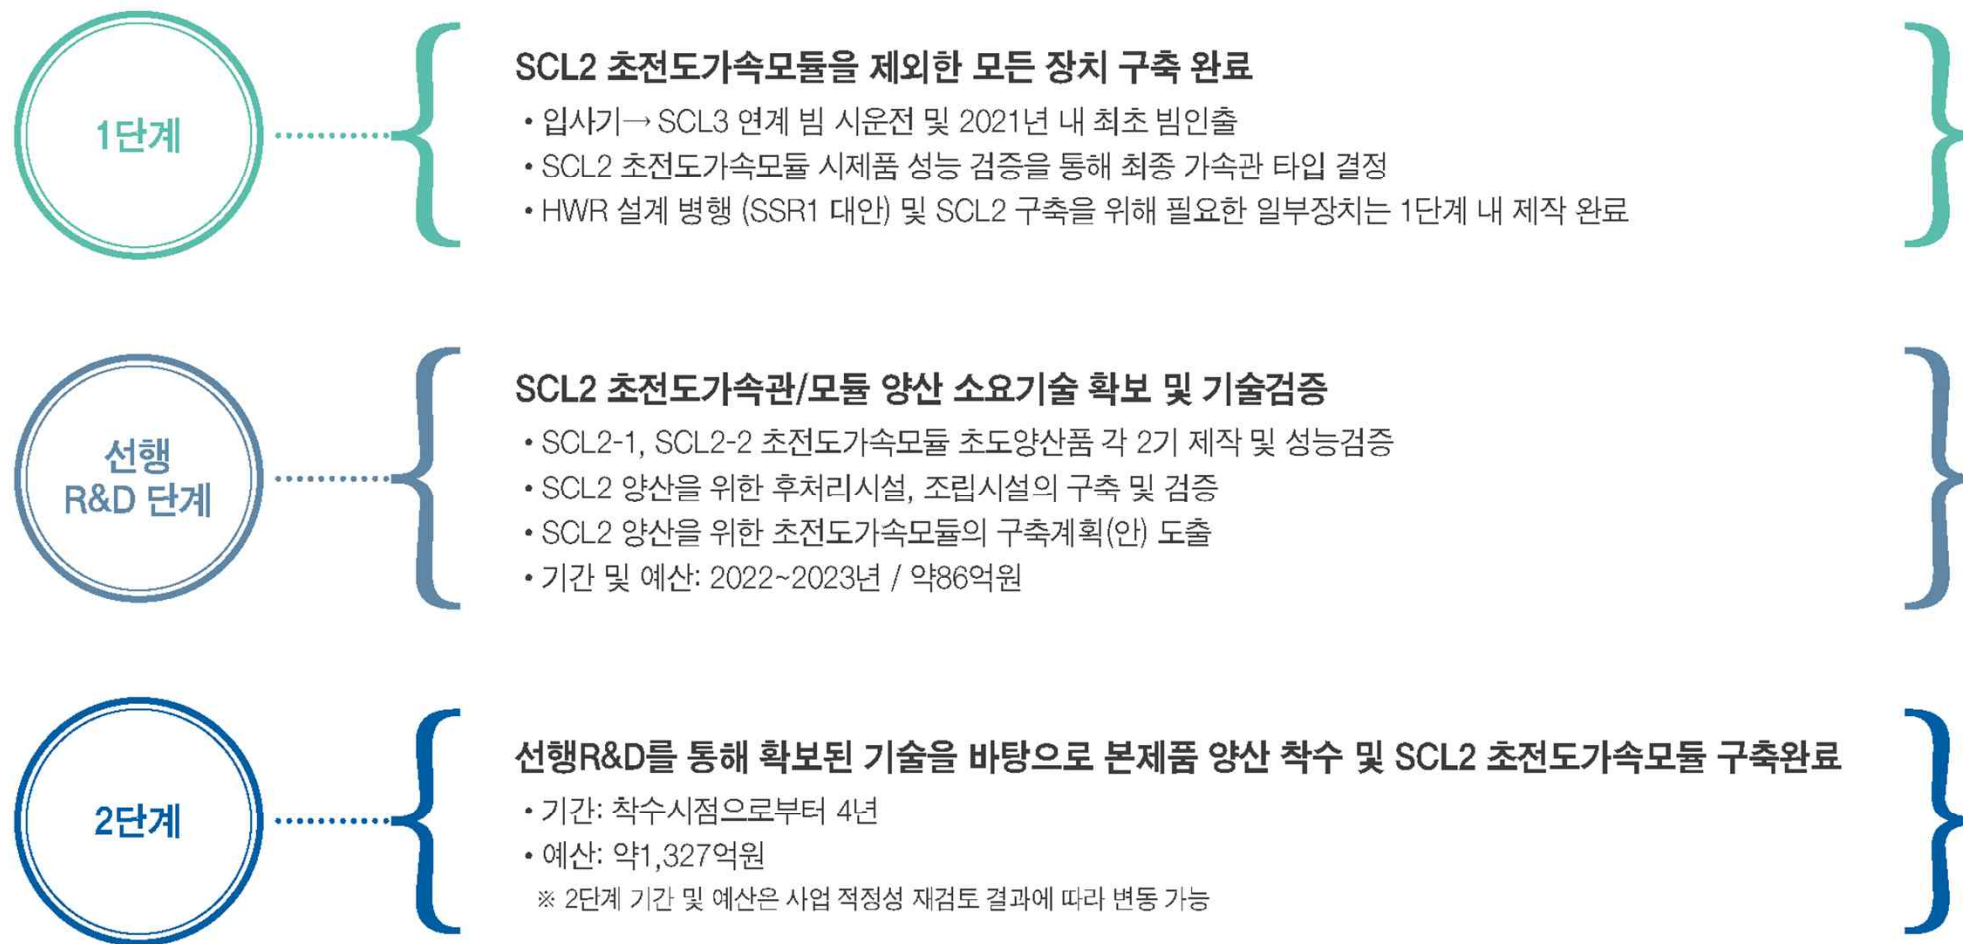 1단계
SCL2 초전도가속모듈을 제외한 모든 장치 구축 완료
• 입사기→ SCL3 연계 빔 시운전 및 2021년 내 최초 빔인출
• SCL2 초전도가속모듈 시제품 성능 검증을 통해 최종 가속관 타입 결정
• HWR 설계 병행 (SSR1 대안) 및 SCL2 구축을 위해 필요한 일부장치는 1단계 내 제작 완료
선행
R&D 단계
SCL2 초전도가속관/모듈 양산 소요기술 확보 및 기술검증
• SCL2-1, SCL2-2 초전도가속모듈 초도양산품 각 2기 제작 및 성능검증
• SCL2 양산을 위한 후처리시설, 조립시설의 구축 및 검증
• SCL2 양산을 위한 초전도가속모듈의 구축계획(안) 도출
• 기간 및 예산: 2022~2023년 / 약86억원
2단계
선행R&D를 통해 확보된 기술을 바탕으로 본제품 양산 착수 및 SCL2 초전도가속모듈 구축완료
• 기간: 착수시점으로부터 4년
• 예산: 약1,327억원
※ 2단계 기간 및 예산은 사업 적정성 재검토 결과에 따라 변동 가능